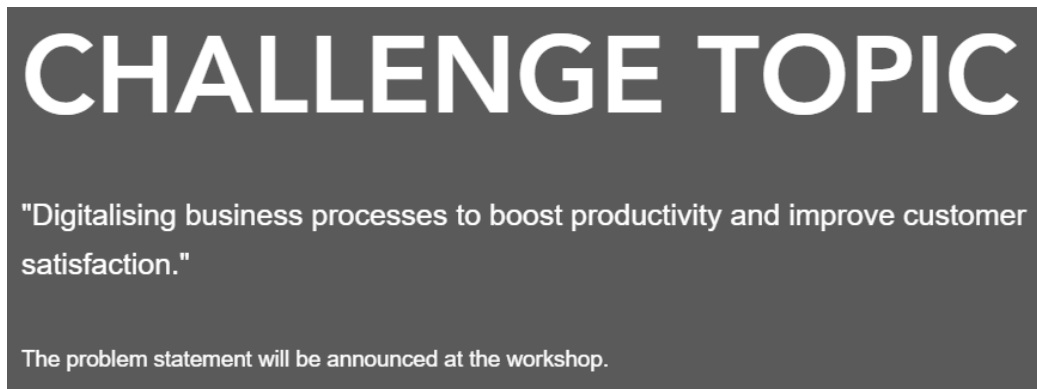 CHALLENGE TOPIC
"Digitalising business processes to boost productivity and improve customer
satisfaction."
The problem statement will be announced at the workshop.